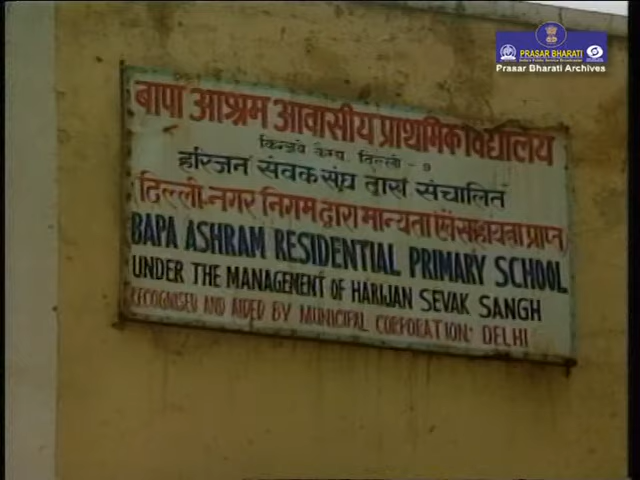 PRASAR BHARATI
Prasar Bharati Archives
बापा आश्रम आवासीय प्राथमिक विद्यालय
किंग्जवे कैम्प दिल्ली-९
हरिजन सेवक संघ द्वारा संचालित
दिल्ली-नगर निगम द्वारा मान्यता एवं सहायता प्राप्त
BAPA ASHRAM RESIDENTIAL PRIMARY SCHOOL
UNDER THE MANAGEMENT OF HARIJAN SEVAK SANGH
RECOGNISED AND AIDED BY MUNICIPAL CORPORATION: DELHI